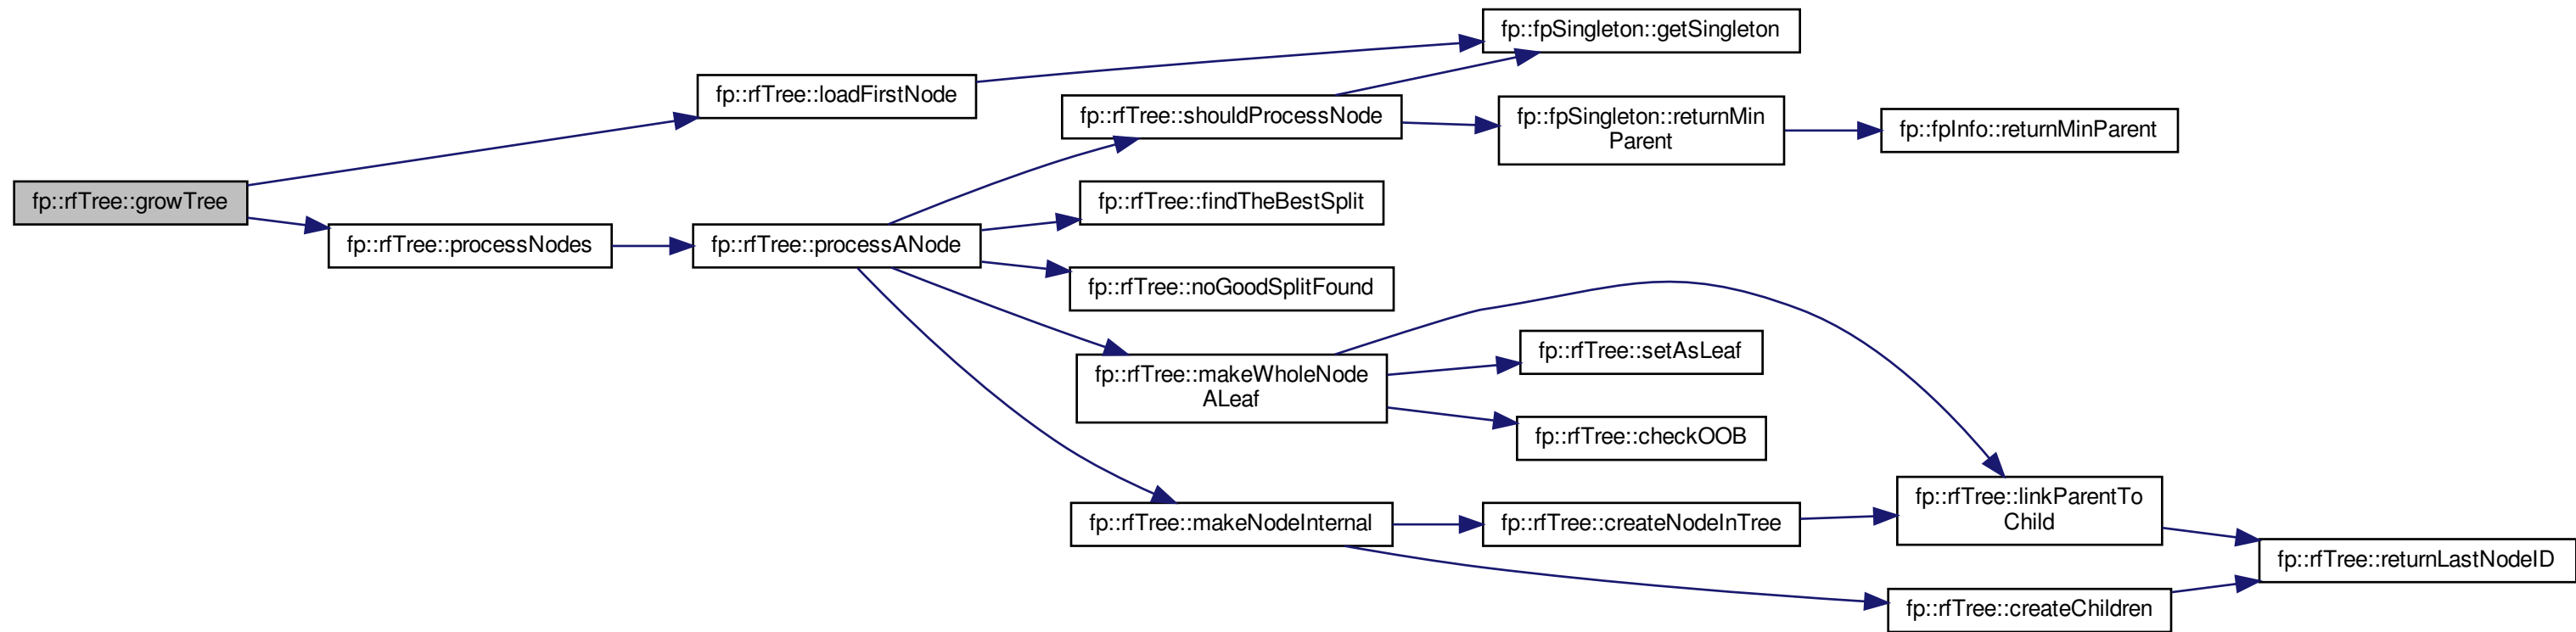 fp::fpSingleton::getSingleton
fp::rfTree::loadFirstNode
fp::rfTree::shouldProcessNode
fp::fpSingleton::returnMin
Parent
fp::fpInfo::returnMinParent
fp::rfTree::growTree
fp::rfTree::findTheBestSplit
fp::rfTree::processNodes
fp::rfTree::processANode
fp::rfTree::noGoodSplitFound
fp::rfTree::setAsLeaf
fp::rfTree::makeWholeNode
ALeaf
fp::rfTree::checkOOB
fp::rfTree::linkParentTo
Child
fp::rfTree::makeNodeInternal
fp::rfTree::createNodeInTree
fp::rfTree::returnLastNodeID
fp::rfTree::createChildren